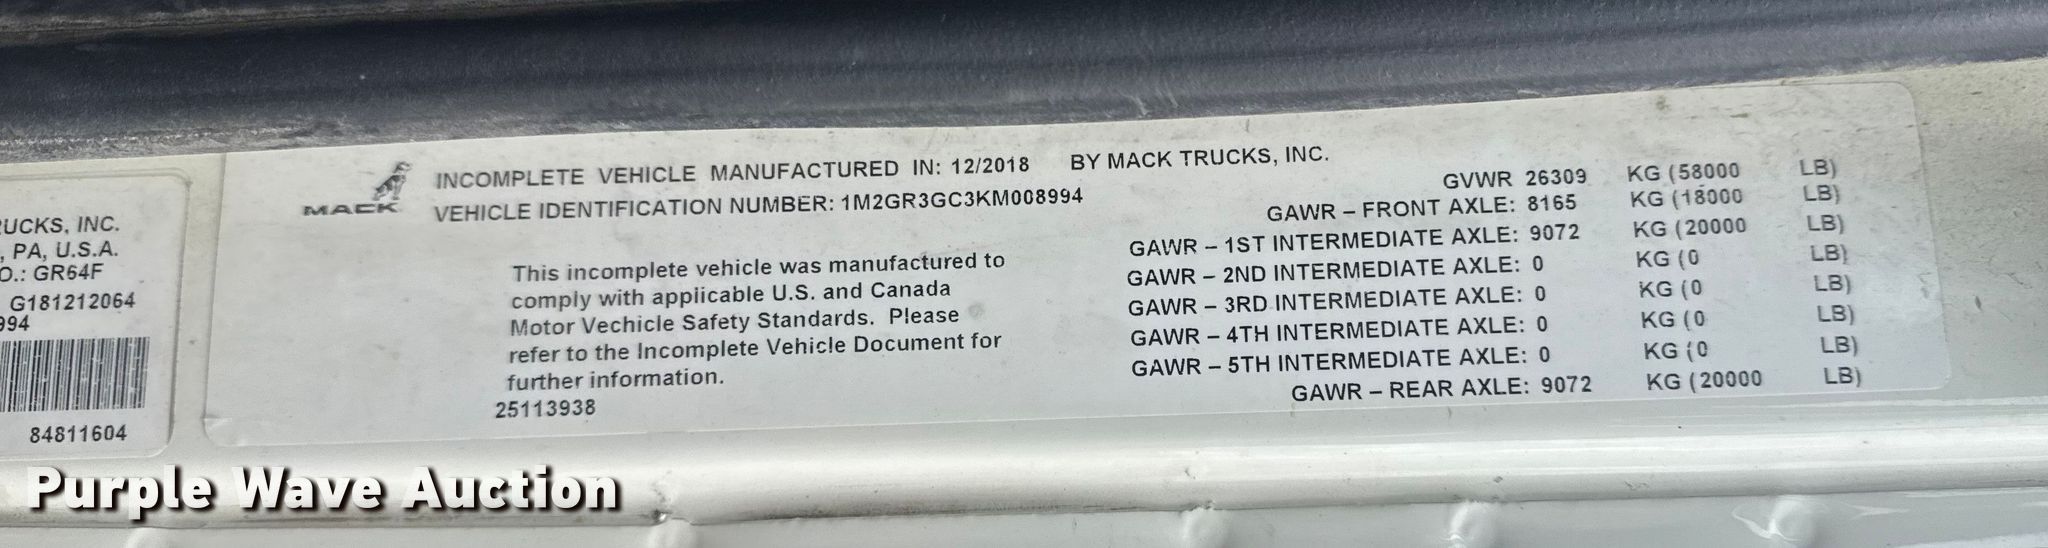 UCKS, INC.
, PA, U.S.A.
O.: GR64F
G181212064
994
84811604
MACK
INCOMPLETE VEHICLE MANUFACTURED IN: 12/2018 BY MACK TRUCKS, INC.
VEHICLE IDENTIFICATION NUMBER: 1M2GR3GC3KM008994
This incomplete vehicle was manufactured to
comply with applicable U.S. and Canada
Motor Vechicle Safety Standards. Please
refer to the Incomplete Vehicle Document for
further information.
25113938
GVWR 26309 KG (58000 LB)
GAWR – FRONT AXLE: 8165 KG (18000 LB)
GAWR – 1ST INTERMEDIATE AXLE: 9072 KG (20000 LB)
GAWR – 2ND INTERMEDIATE AXLE: 0 KG (0 LB)
GAWR – 3RD INTERMEDIATE AXLE: 0 KG (0 LB)
GAWR – 4TH INTERMEDIATE AXLE: 0 KG (0 LB)
GAWR – 5TH INTERMEDIATE AXLE: 0 KG (0 LB)
GAWR – REAR AXLE: 9072 KG (20000 LB)
Purple Wave Auction